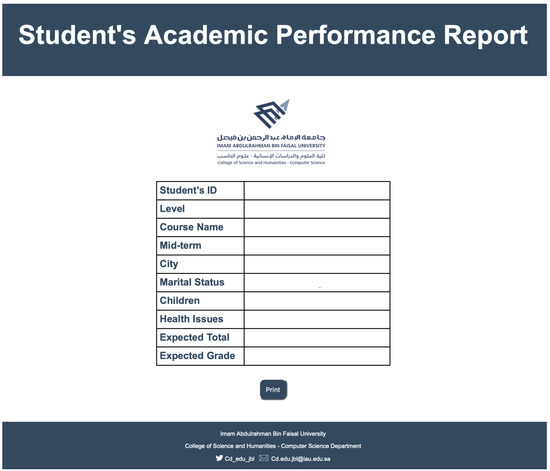 Student's Academic Performance Report
جامعة الإمام عبدالرحمن بن فيصل
IMAM ABDULRAHMAN BIN FAISAL UNIVERSITY
كلية العلوم والدراسات الإنسانية - علوم الحاسب
College of Science and Humanities - Computer Science
Student's ID
Level
Course Name
Mid-term
City
Marital Status
Children
Health Issues
Expected Total
Expected Grade
Print
Imam Abdulrahman Bin Faisal University
College of Science and Humanities - Computer Science Department
Cd_edu_jbl Cd.edu.jbl@iau.edu.sa